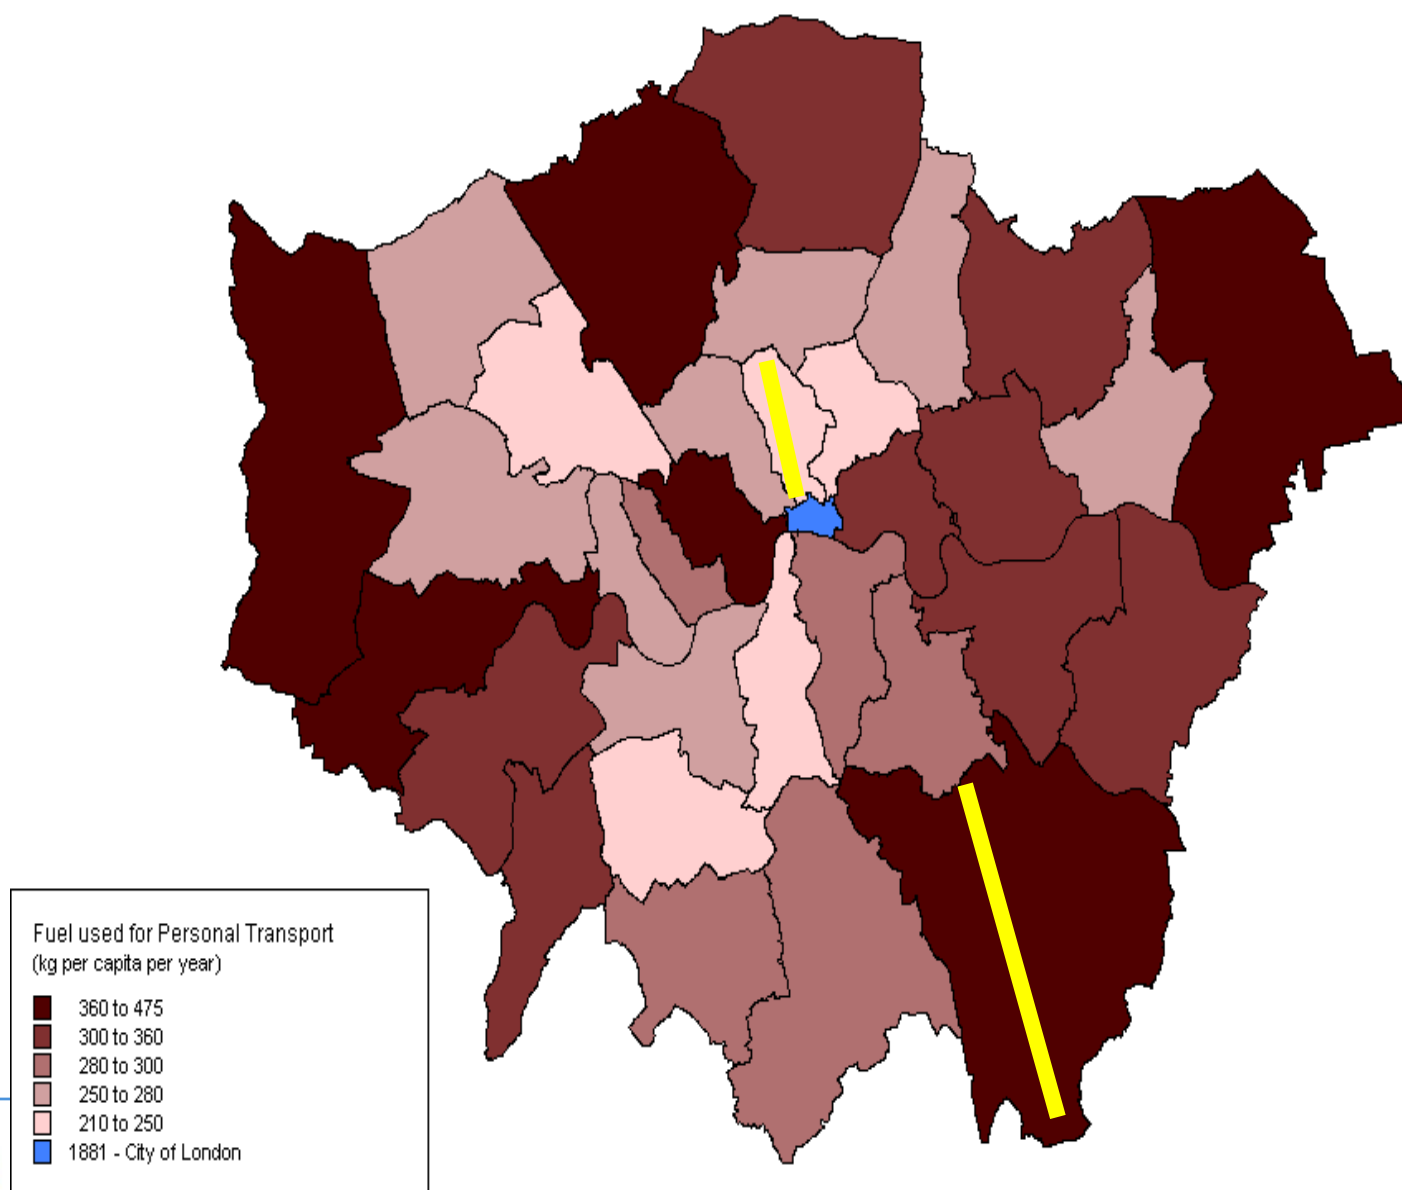 Fuel used for Personal Transport
(kg per capita per year)
360 to 475
300 to 360
280 to 300
250 to 280
210 to 250
1881 - City of London